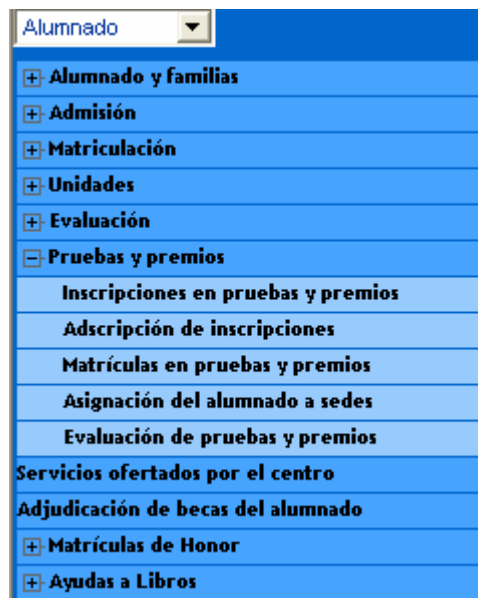 Alumnado
Alumnado y familias
Admisión
Matriculación
Unidades
Evaluación
Pruebas y premios
Inscripciones en pruebas y premios
Adscripción de inscripciones
Matrículas en pruebas y premios
Asignación del alumnado a sedes
Evaluación de pruebas y premios
Servicios ofertados por el centro
Adjudicación de becas del alumnado
Matrículas de Honor
Ayudas a Libros